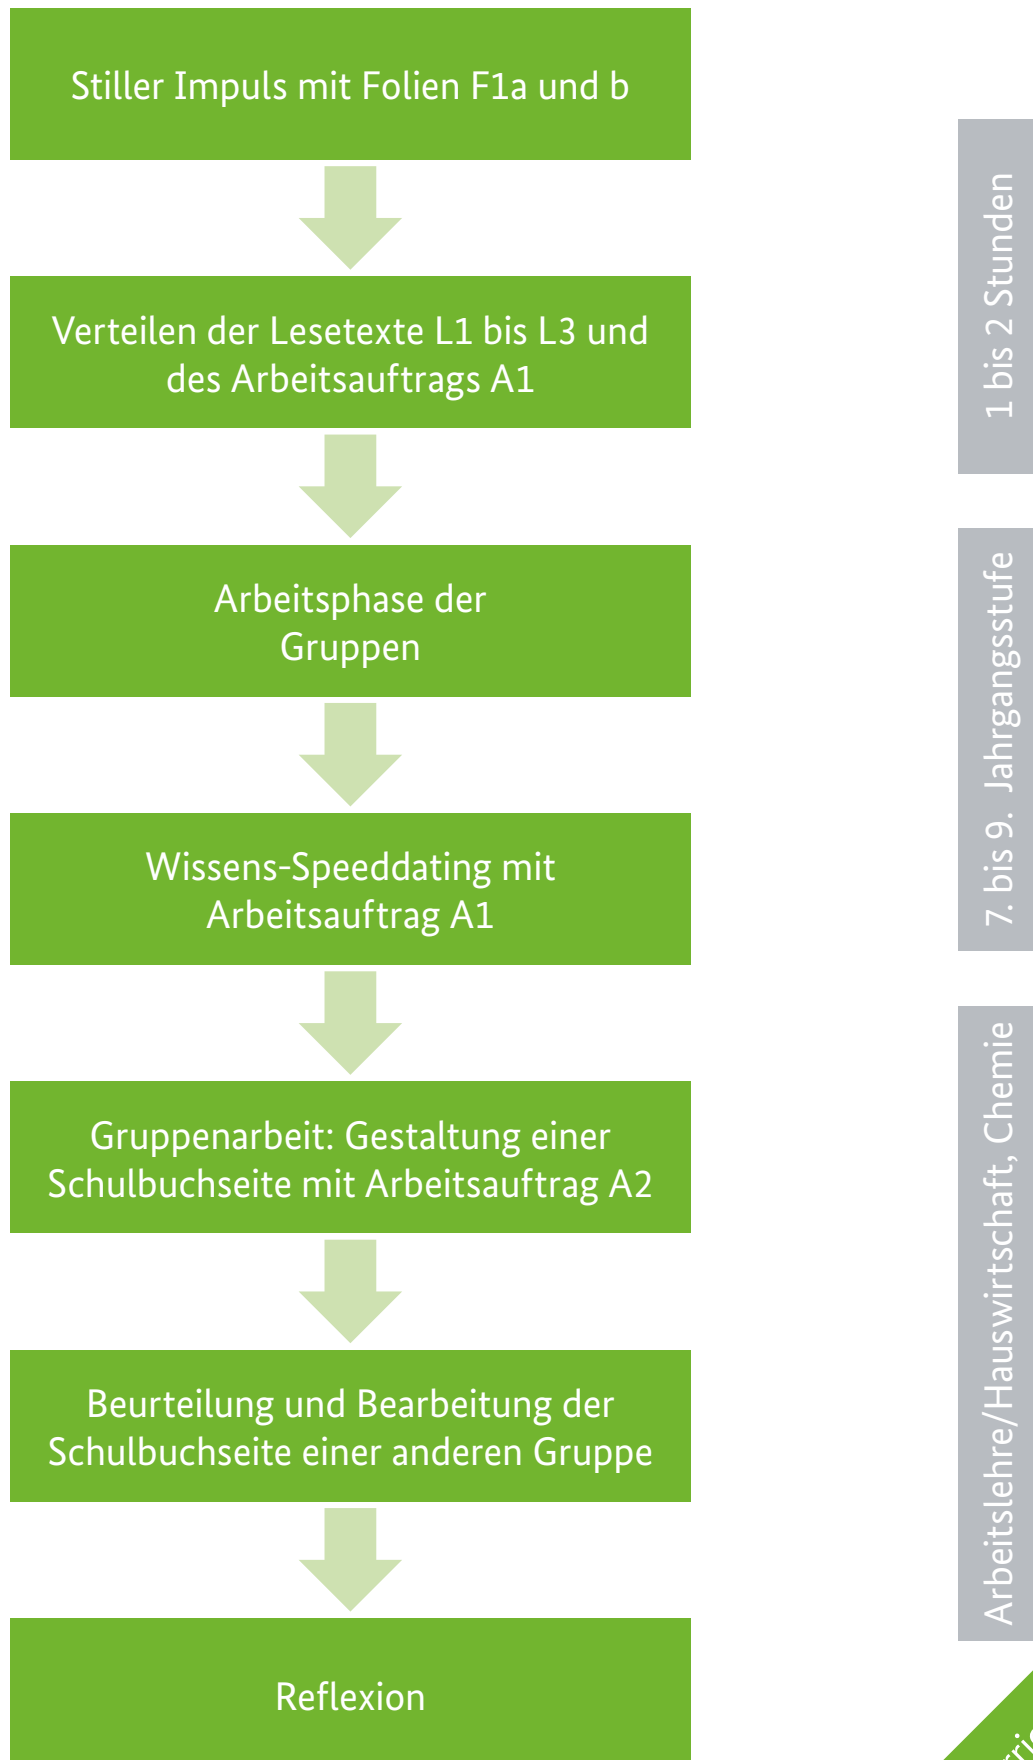 Stiller Impuls mit Folien F1a und b
Verteilen der Lesetexte L1 bis L3 und
des Arbeitsauftrags A1
Arbeitsphase der
Gruppen
Wissens-Speeddating mit
Arbeitsauftrag A1
Gruppenarbeit: Gestaltung einer
Schulbuchseite mit Arbeitsauftrag A2
Beurteilung und Bearbeitung der
Schulbuchseite einer anderen Gruppe
Reflexion
1 bis 2 Stunden
7. bis 9. Jahrgangsstufe
Arbeitslehre/Hauswirtschaft, Chemie